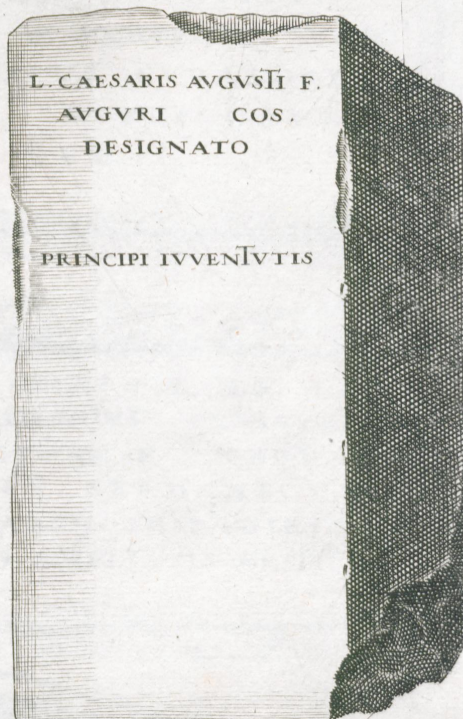 L. CAESARIS AVGVSTI F.
AVGVRI COS.
DESIGNATO
PRINCIPI IVVENTVTIS